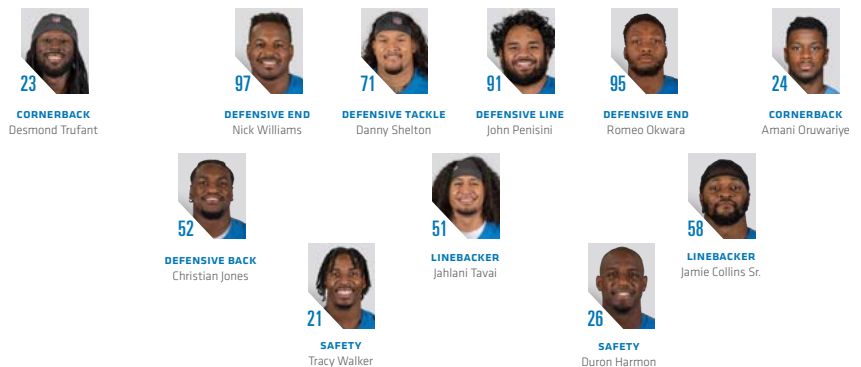 23
CORNERBACK
Desmond Trufant
97
DEFENSIVE END
Nick Williams
71
DEFENSIVE TACKLE
Danny Shelton
91
DEFENSIVE LINE
John Penisini
95
DEFENSIVE END
Romeo Okwara
24
CORNERBACK
Amani Oruwariye
52
DEFENSIVE BACK
Christian Jones
51
LINEBACKER
Jahlani Tavai
58
LINEBACKER
Jamie Collins Sr.
21
SAFETY
Tracy Walker
26
SAFETY
Duron Harmon